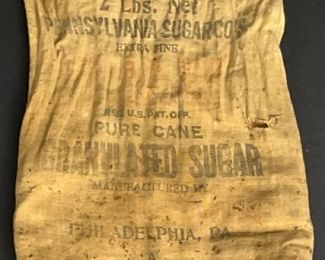 2 Lbs. Net
PENNSYLVANIA SUGAR CO'S
EXTRA FINE
REG. U.S. PAT. OFF.
PURE CANE
GRANULATED SUGAR
MANUFACTURED BY
PHILADELPHIA, PA.
A